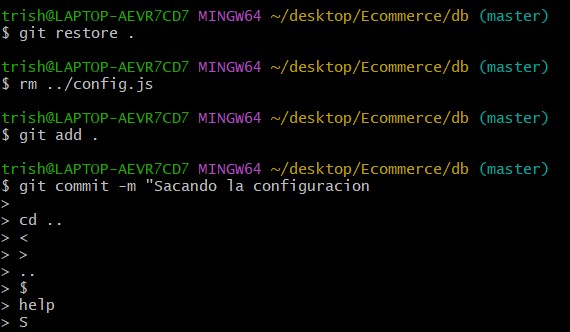 trish@LAPTOP-AEVR7CD7 MINGW64 ~/desktop/Ecommerce/db (master)
$ git restore .
trish@LAPTOP-AEVR7CD7 MINGW64 ~/desktop/Ecommerce/db (master)
$ rm ../config.js
trish@LAPTOP-AEVR7CD7 MINGW64 ~/desktop/Ecommerce/db (master)
$ git add .
trish@LAPTOP-AEVR7CD7 MINGW64 ~/desktop/Ecommerce/db (master)
$ git commit -m "Sacando la configuracion
>
> cd ..
> <
> >
> ..
> $
> help
> S